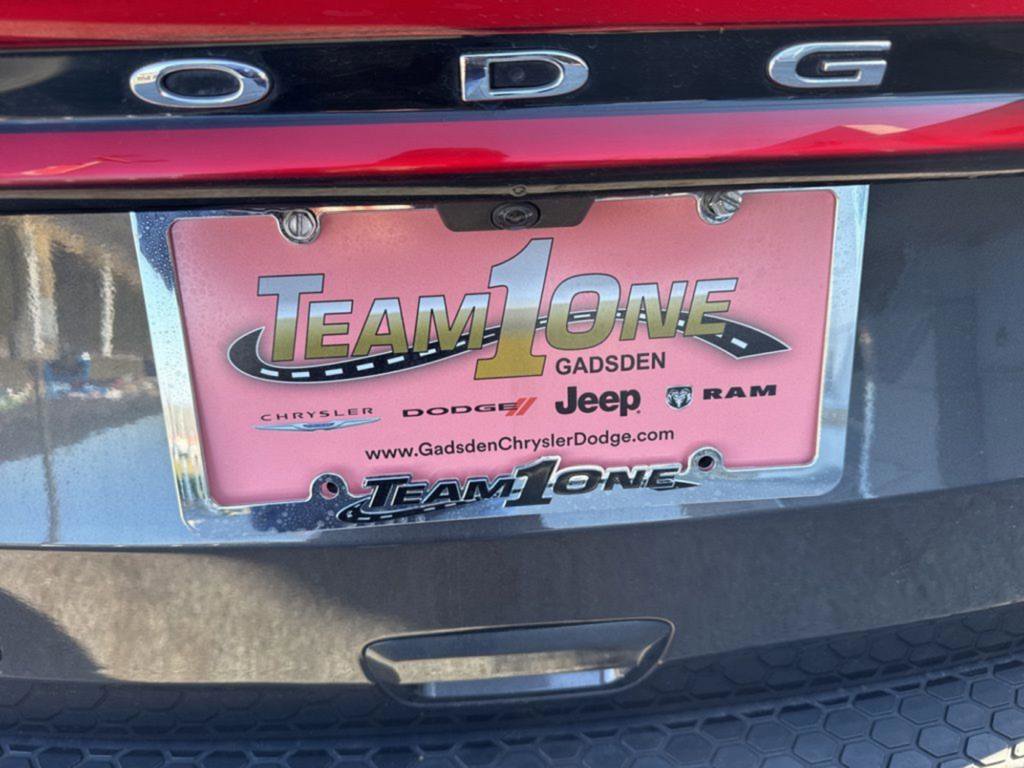 O D G
TEAM 1 ONE
GADSDEN
CHRYSLER DODGE Jeep RAM
www.GadsdenChryslerDodge.com
TEAM 1 ONE